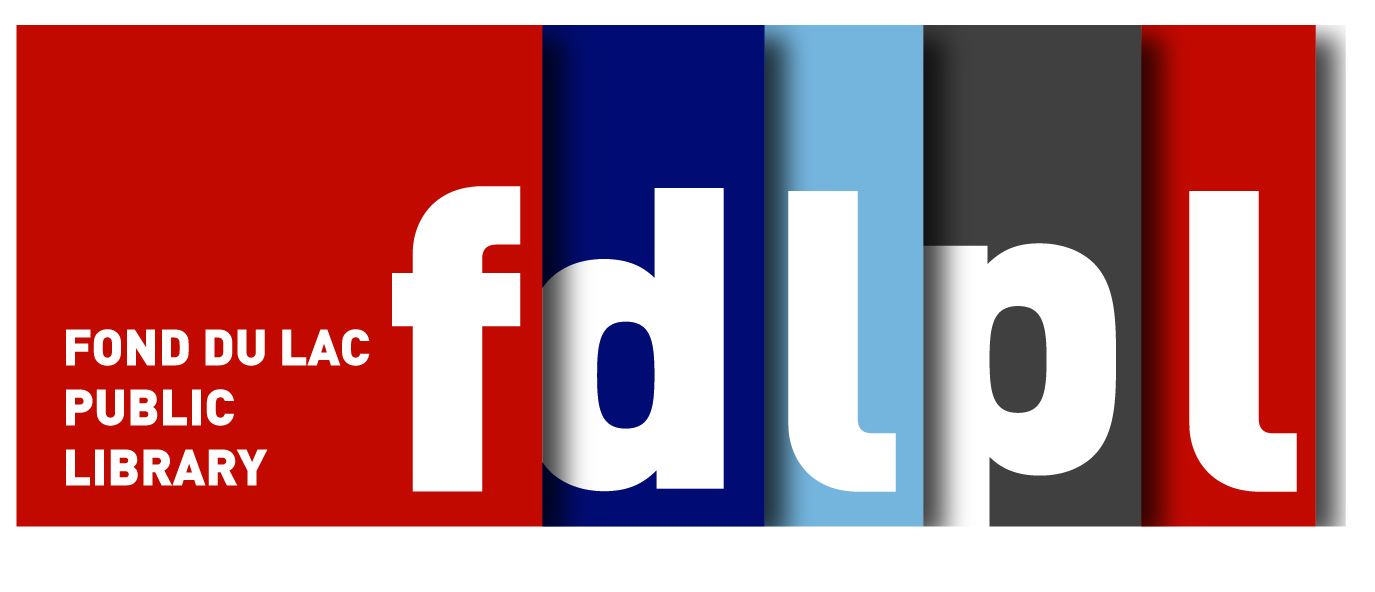 FOND DU LAC
PUBLIC
LIBRARY
fdlpl